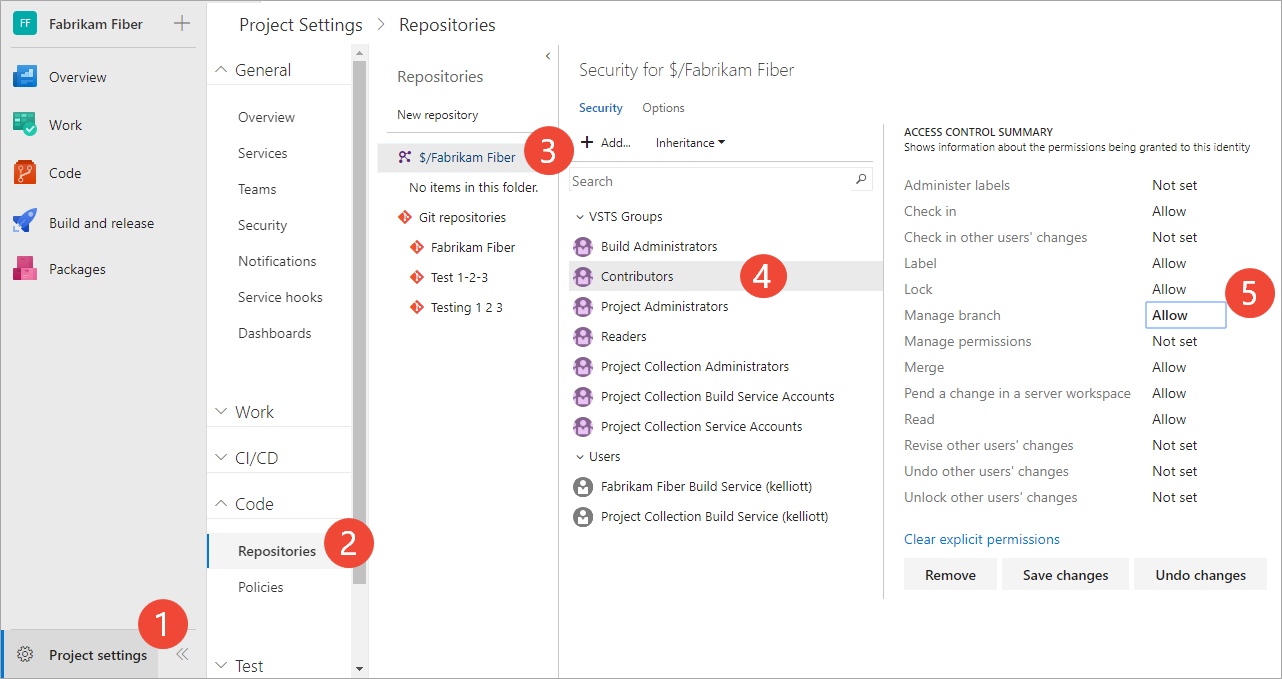 FF Fabrikam Fiber
Overview
Work
Code
Build and release
Packages
1
Project settings
Project Settings > Repositories
General
Overview
Services
Teams
Security
Notifications
Service hooks
Dashboards
Work
CI/CD
Code
Repositories
2
Policies
Test
Repositories
New repository
$/Fabrikam Fiber
3
No items in this folder.
Git repositories
Fabrikam Fiber
Test 1-2-3
Testing 1 2 3
Security for $/Fabrikam Fiber
Security Options
+ Add... Inheritance
Search
VSTS Groups
Build Administrators
Contributors
4
Project Administrators
Readers
Project Collection Administrators
Project Collection Build Service Accounts
Project Collection Service Accounts
Users
Fabrikam Fiber Build Service (kelliott)
Project Collection Build Service (kelliott)
ACCESS CONTROL SUMMARY
Shows information about the permissions being granted to this identity
Administer labels Not set
Check in Allow
Check in other users' changes Not set
Label Allow
Lock Allow
5
Manage branch Allow
Manage permissions Not set
Merge Allow
Pend a change in a server workspace Allow
Read Allow
Revise other users' changes Not set
Undo other users' changes Not set
Unlock other users' changes Not set
Clear explicit permissions
Remove Save changes Undo changes